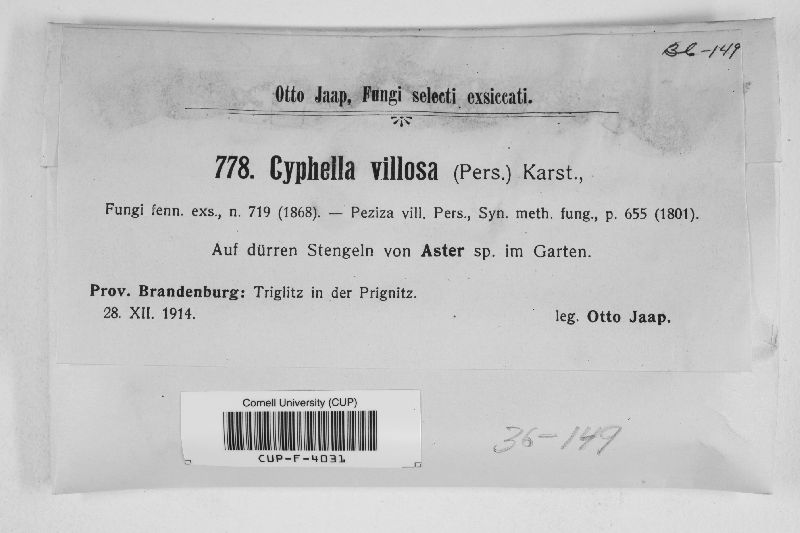 36-149
Otto Jaap, Fungi selecti exsiccati.
778. Cyphella villosa (Pers.) Karst.,
Fungi fenn. exs., n. 719 (1868). — Peziza vill. Pers., Syn. meth. fung., p. 655 (1801).
Auf dürren Stengeln von Aster sp. im Garten.
Prov. Brandenburg: Triglitz in der Prignitz.
28. XII. 1914. leg. Otto Jaap.
Cornell University (CUP)
CUP-F-4031
36-149